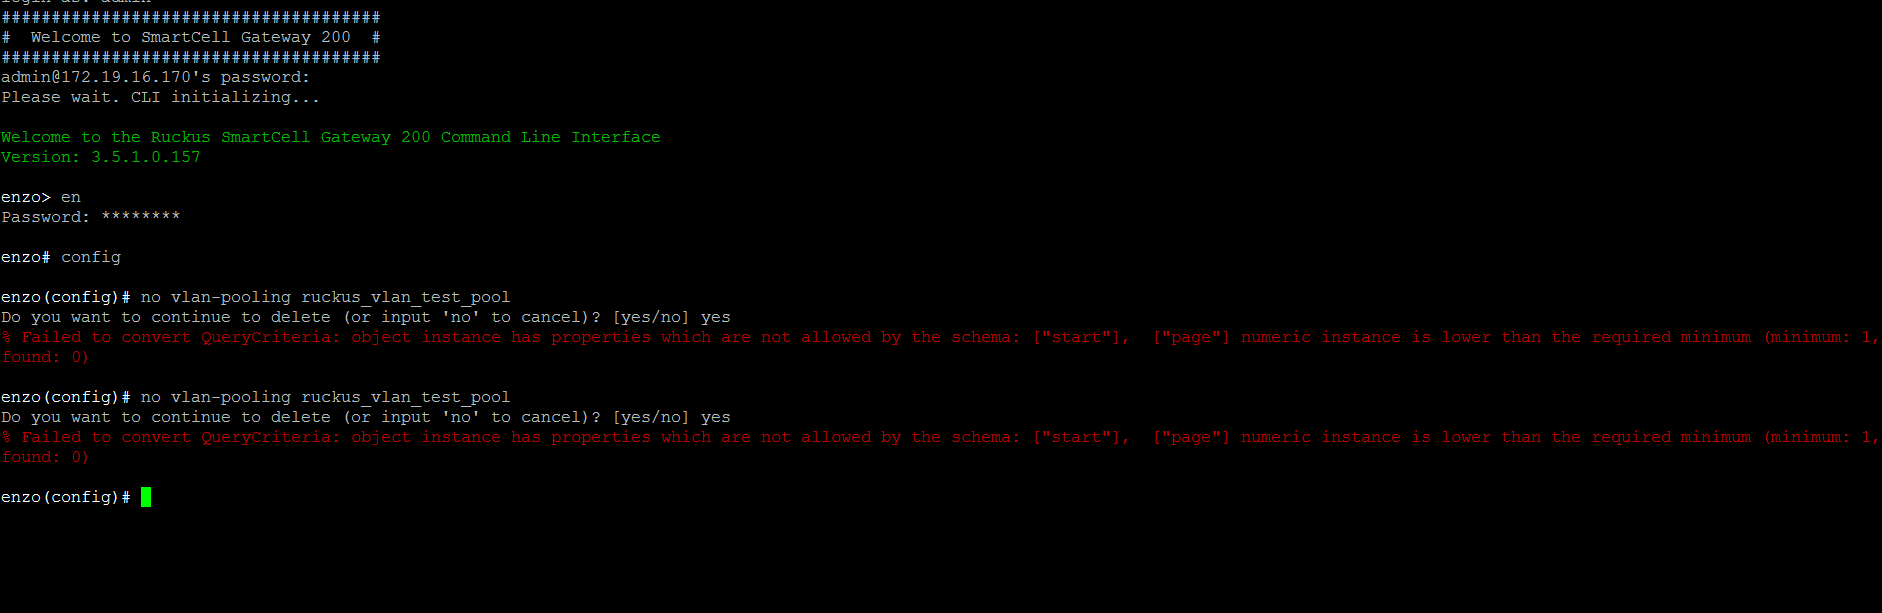 login as: admin
######################################
#  Welcome to SmartCell Gateway 200  #
######################################
admin@172.19.16.170's password:
Please wait. CLI initializing...
Welcome to the Ruckus SmartCell Gateway 200 Command Line Interface
Version: 3.5.1.0.157
enzo> en
Password: ********
enzo# config
enzo(config)# no vlan-pooling ruckus_vlan_test_pool
Do you want to continue to delete (or input 'no' to cancel)? [yes/no] yes
% Failed to convert QueryCriteria: object instance has properties which are not allowed by the schema: ["start"],  ["page"] numeric instance is lower than the required minimum (minimum: 1,
found: 0)
enzo(config)# no vlan-pooling ruckus_vlan_test_pool
Do you want to continue to delete (or input 'no' to cancel)? [yes/no] yes
% Failed to convert QueryCriteria: object instance has properties which are not allowed by the schema: ["start"],  ["page"] numeric instance is lower than the required minimum (minimum: 1,
found: 0)
enzo(config)#